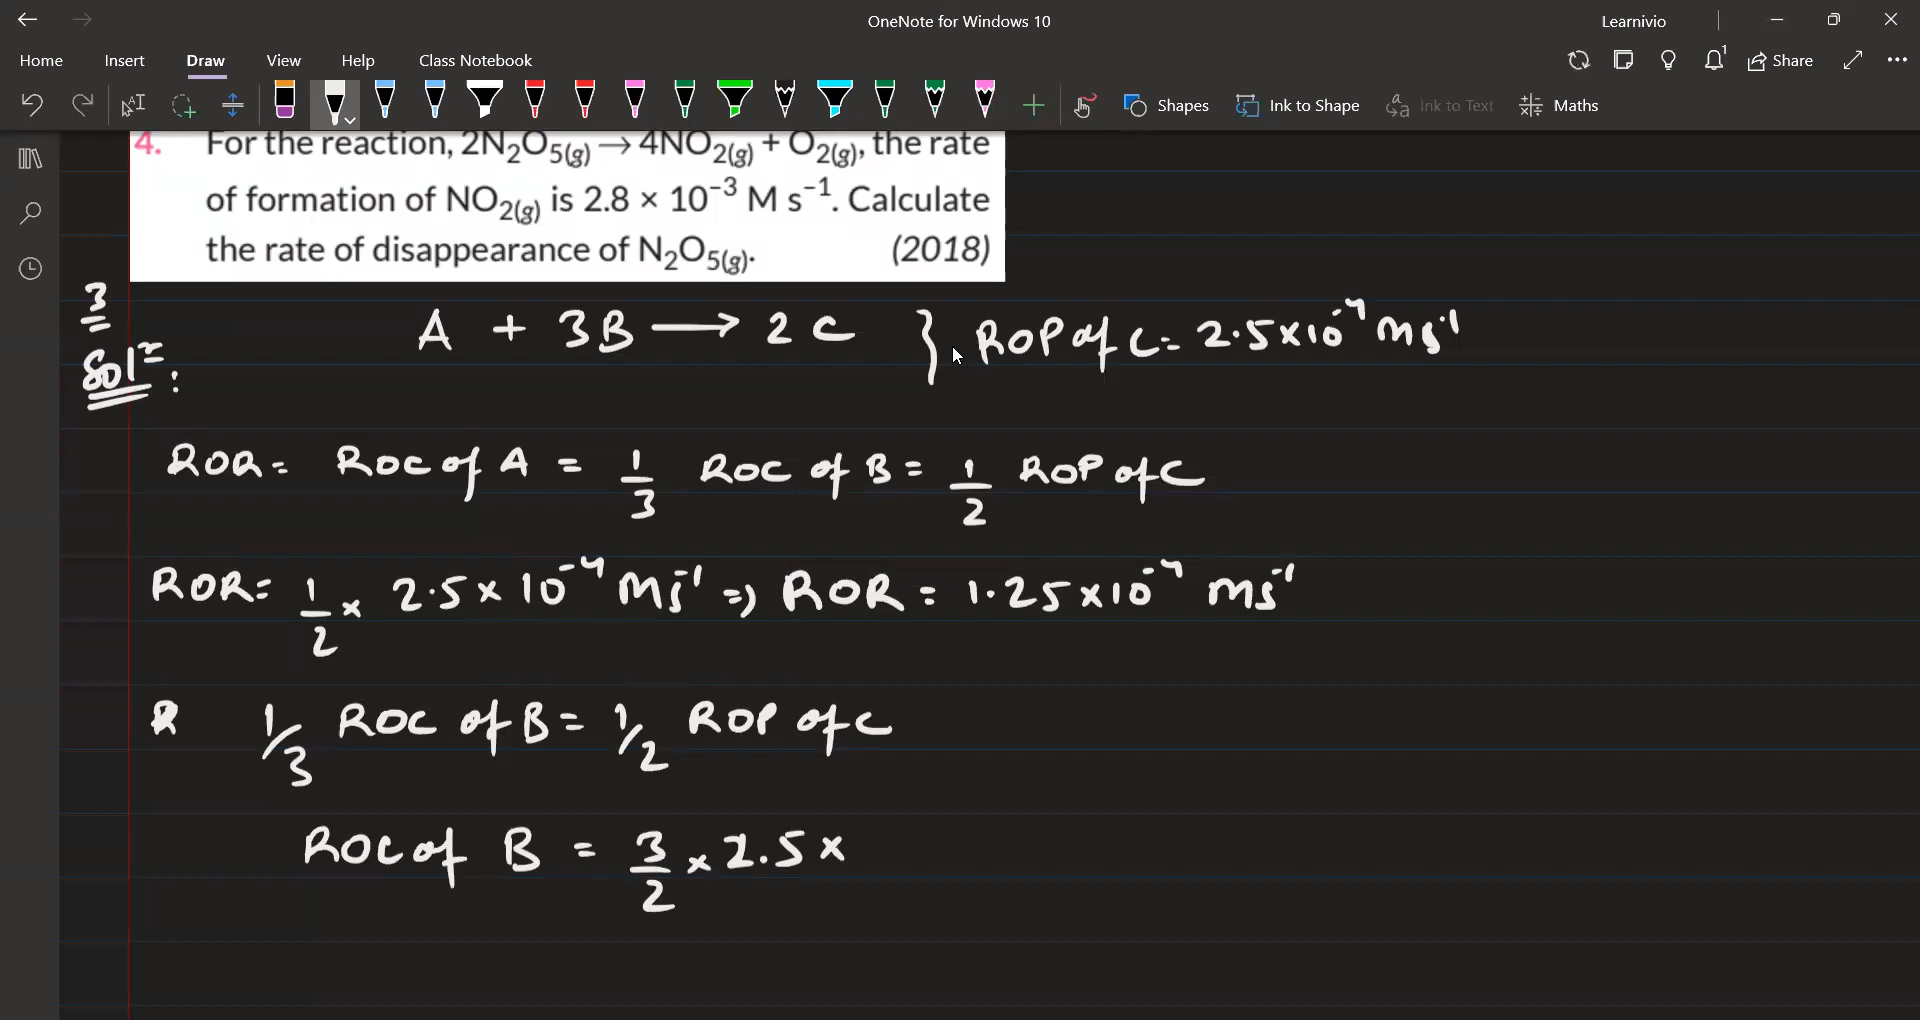 OneNote for Windows 10
Learnivio
Home Insert Draw View Help Class Notebook
1 Share
Shapes Ink to Shape Ink to Text Maths
4. For the reaction, 2N₂O₅(g) → 4NO₂(g) + O₂(g), the rate
of formation of NO₂(g) is 2.8 × 10⁻³ M s⁻¹. Calculate
the rate of disappearance of N₂O₅(g). (2018)
3
A + 3B → 2C } ROP of C = 2.5×10⁻⁴ Ms⁻¹
Solⁿ:
ROR = ROC of A = 1/3 ROC of B = 1/2 ROP of C
ROR = 1/2 × 2.5×10⁻⁴ Ms⁻¹ ⇒ ROR = 1.25×10⁻⁴ Ms⁻¹
1/3 ROC of B = 1/2 ROP of C
ROC of B = 3/2 × 2.5 ×